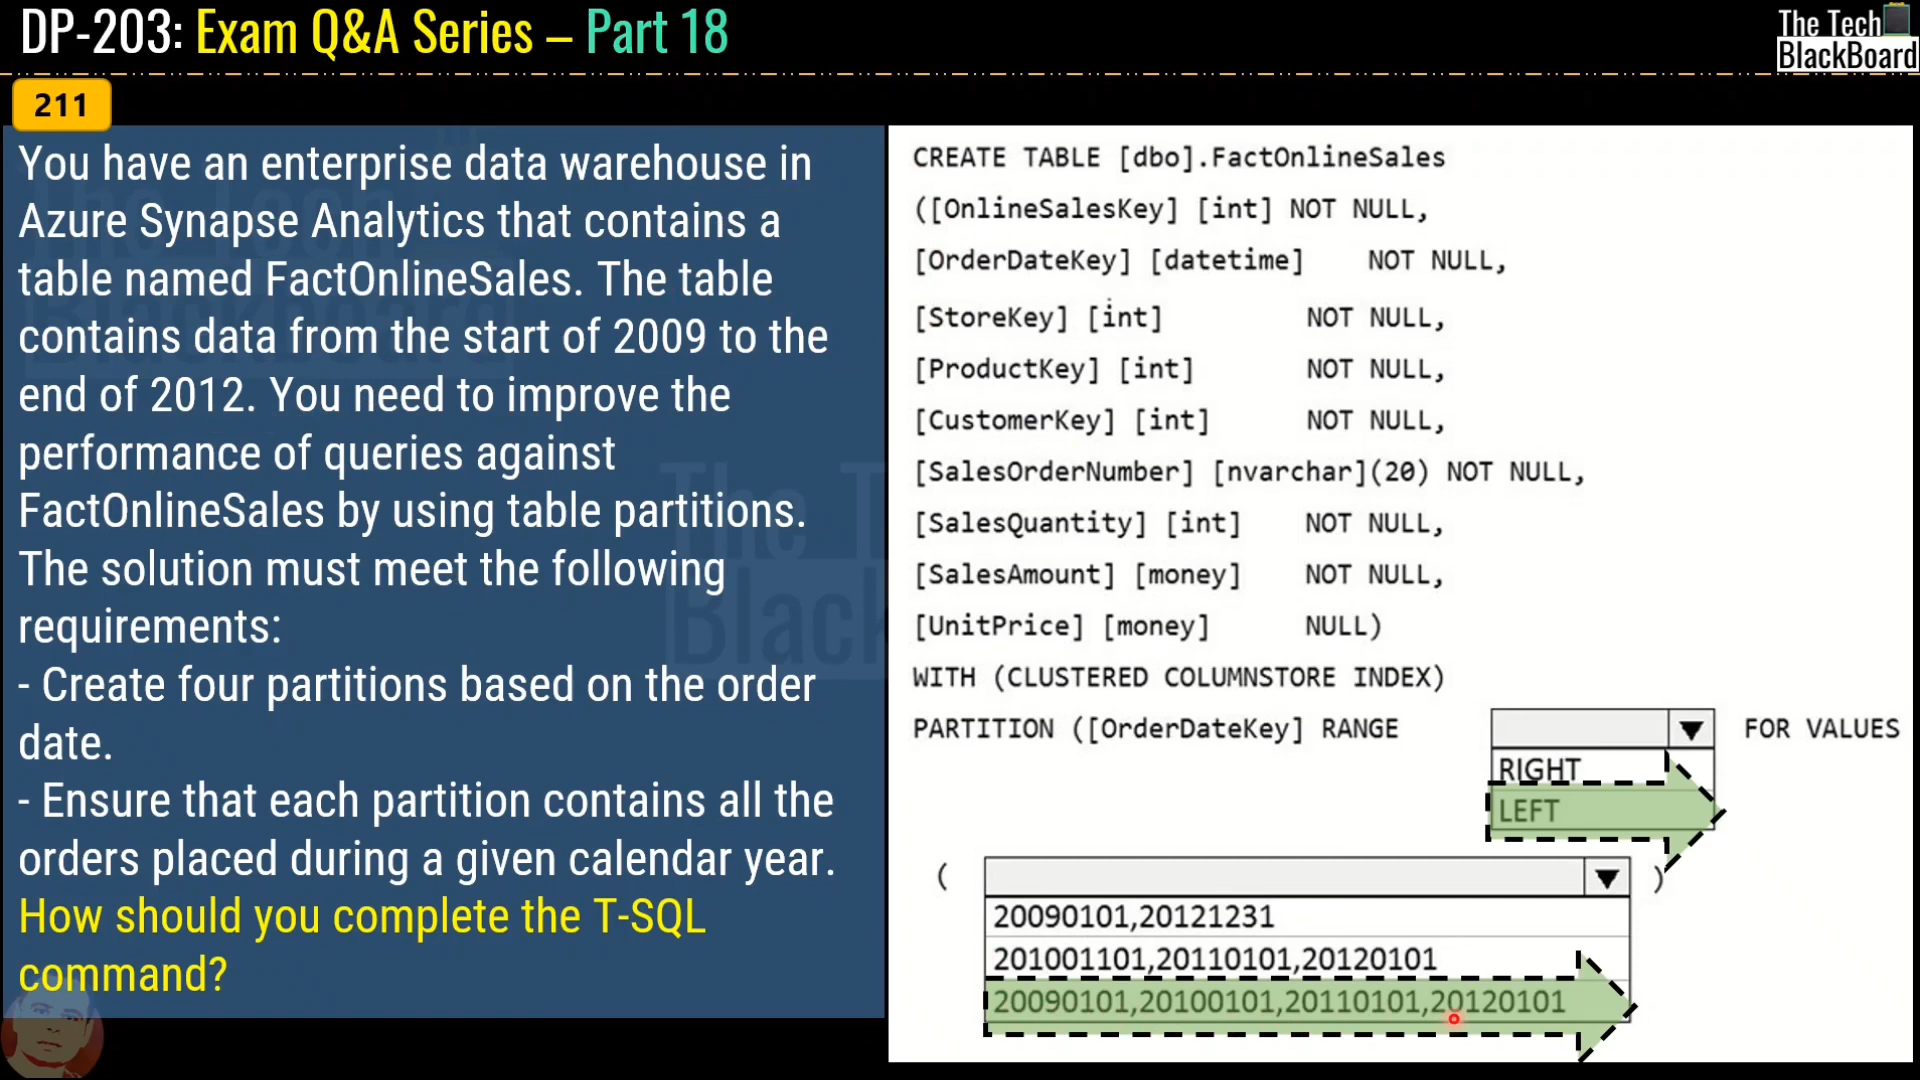 DP-203: Exam Q&A Series – Part 18
The Tech
BlackBoard
211
You have an enterprise data warehouse in
Azure Synapse Analytics that contains a
table named FactOnlineSales. The table
contains data from the start of 2009 to the
end of 2012. You need to improve the
performance of queries against
FactOnlineSales by using table partitions.
The solution must meet the following
requirements:
- Create four partitions based on the order
date.
- Ensure that each partition contains all the
orders placed during a given calendar year.
How should you complete the T-SQL
command?
CREATE TABLE [dbo].FactOnlineSales
([OnlineSalesKey] [int] NOT NULL,
[OrderDateKey] [datetime] NOT NULL,
[StoreKey] [int] NOT NULL,
[ProductKey] [int] NOT NULL,
[CustomerKey] [int] NOT NULL,
[SalesOrderNumber] [nvarchar](20) NOT NULL,
[SalesQuantity] [int] NOT NULL,
[SalesAmount] [money] NOT NULL,
[UnitPrice] [money] NULL)
WITH (CLUSTERED COLUMNSTORE INDEX)
PARTITION ([OrderDateKey] RANGE FOR VALUES
RIGHT
LEFT
( )
20090101,20121231
201001101,20110101,20120101
20090101,20100101,20110101,20120101